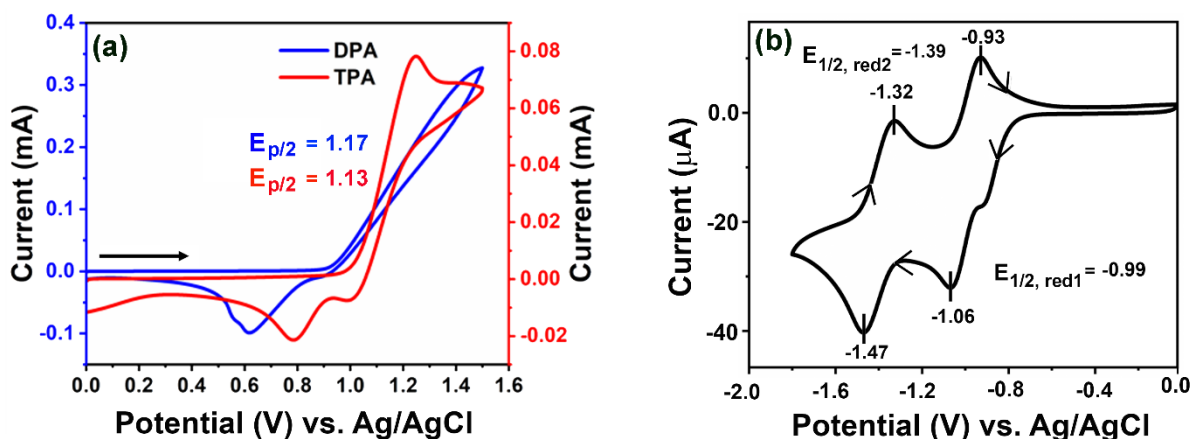 (a)
DPA
TPA
E p/2 = 1.17
E p/2 = 1.13
0.4
0.3
0.2
0.1
0.0
-0.1
Current (mA)
0.08
0.06
0.04
0.02
0.00
-0.02
Current (mA)
0.0 0.2 0.4 0.6 0.8 1.0 1.2 1.4 1.6
Potential (V) vs. Ag/AgCl
(b)
-0.93
E1/2, red2 = -1.39
-1.32
E1/2, red1 = -0.99
-1.06
-1.47
0.0
-20
-40
Current (µA)
-2.0 -1.6 -1.2 -0.8 0.0
Potential (V) vs. Ag/AgCl